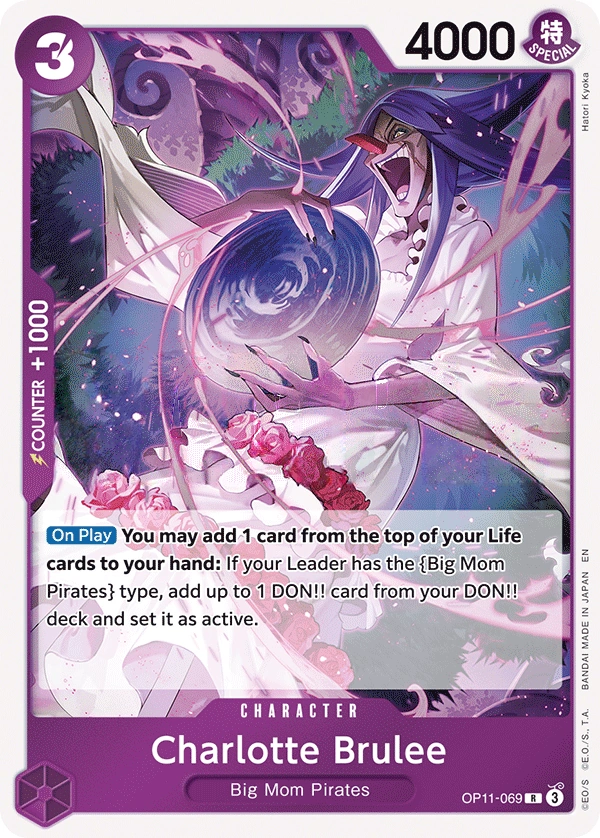 3
4000
特
SPECIAL
Hatori Kyoka
COUNTER +1000
On Play You may add 1 card from the top of your Life
cards to your hand: If your Leader has the {Big Mom
Pirates} type, add up to 1 DON!! card from your DON!!
deck and set it as active.
CHARACTER
Charlotte Brulee
Big Mom Pirates
OP11-069 R 3
©E.O/S ©E.O./S., T.A. BANDAI MADE IN JAPAN EN